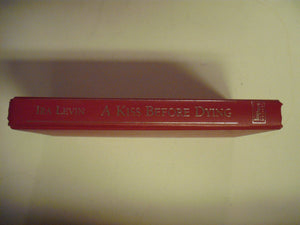 IRA LEVIN A KISS BEFORE DYING